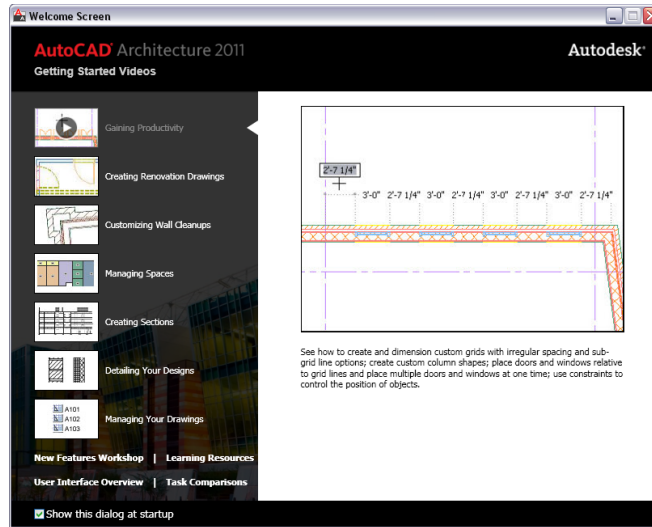 Welcome Screen
AutoCAD Architecture 2011
Autodesk
Getting Started Videos
Gaining Productivity
Creating Renovation Drawings
Customizing Wall Cleanups
Managing Spaces
Creating Sections
Detailing Your Designs
A101
A102
A103
Managing Your Drawings
New Features Workshop | Learning Resources
User Interface Overview | Task Comparisons
Show this dialog at startup
2'-7 1/4"
3'-0" 2'-7 1/4" 3'-0" 2'-7 1/4" 3'-0" 2'-7 1/4" 3'-0" 2'-7 1/4"
See how to create and dimension custom grids with irregular spacing and sub-
grid line options; create custom column shapes; place doors and windows relative
to grid lines and place multiple doors and windows at one time; use constraints to
control the position of objects.